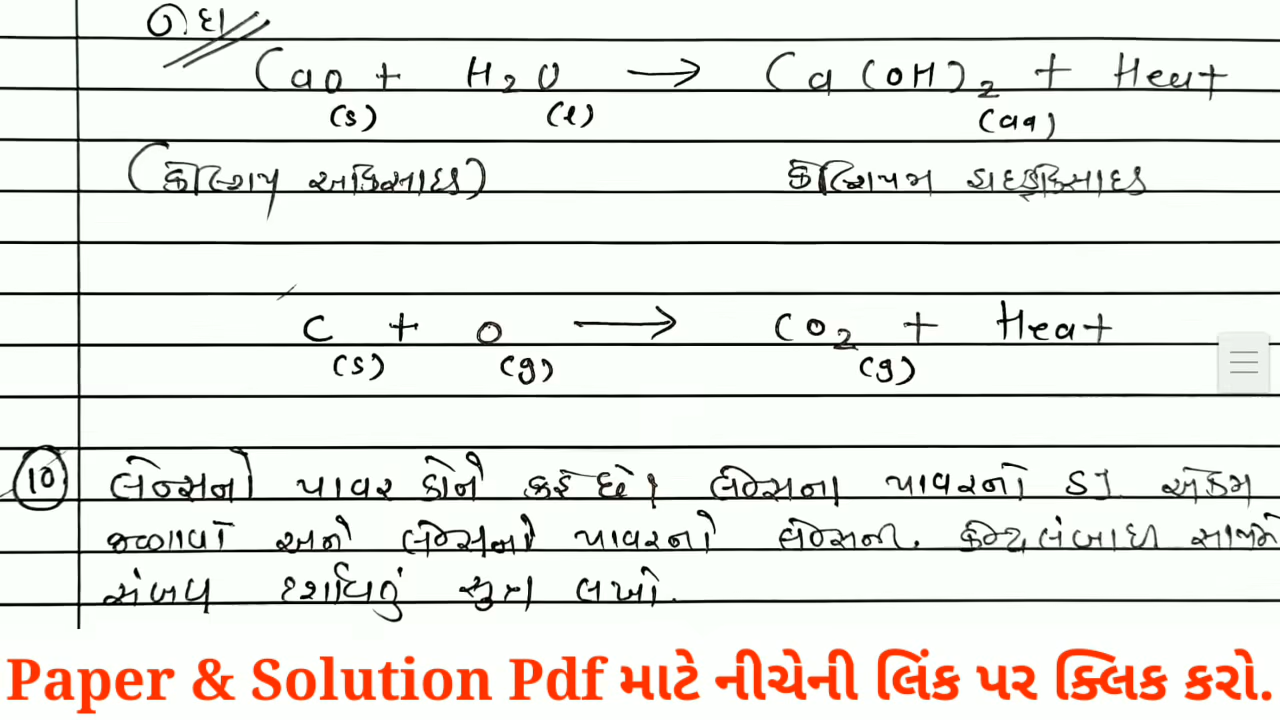 દા.
CaO + H2O → Ca(OH)2 + Heat
(s) (l) (aq)
(કેલ્શિયમ ઓક્સાઇડ) કેલ્શિયમ હાઇડ્રોક્સાઇડ
C + O → CO2 + Heat
(s) (g) (g)
10 લેન્સનો પાવર કોને કહે છે? લેન્સના પાવરનો SI એકમ
જણાવો અને લેન્સનો પાવરનો લેન્સની કેન્દ્રલંબાઇ સાથેનો
સંબંધ દર્શાવતું સુત્ર લખો.
Paper & Solution Pdf માટે નીચેની લિંક પર ક્લિક કરો.